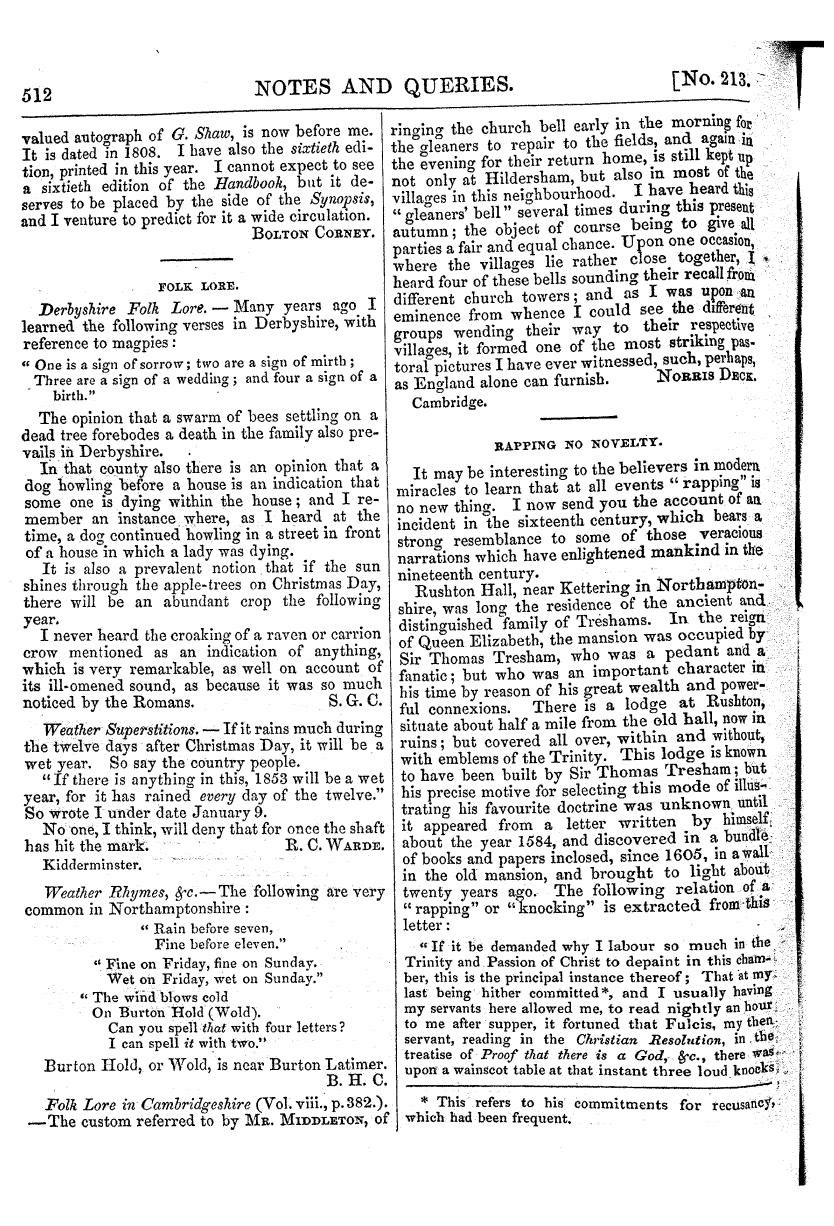 512
NOTES AND QUERIES.
[No. 213.
valued autograph of G. Shaw, is now before me.
It is dated in 1808. I have also the sixtieth edi-
tion, printed in this year. I cannot expect to see
a sixtieth edition of the Handbook, but it de-
serves to be placed by the side of the Synopsis,
and I venture to predict for it a wide circulation.
BOLTON CORNEY.
FOLK LORE.
Derbyshire Folk Lore. — Many years ago I
learned the following verses in Derbyshire, with
reference to magpies:
“ One is a sign of sorrow; two are a sign of mirth;
Three are a sign of a wedding; and four a sign of a
birth.”
The opinion that a swarm of bees settling on a
dead tree forebodes a death in the family also pre-
vails in Derbyshire.
In that county also there is an opinion that a
dog howling before a house is an indication that
some one is dying within the house; and I re-
member an instance where, as I heard at the
time, a dog continued howling in a street in front
of a house in which a lady was dying.
It is also a prevalent notion that if the sun
shines through the apple-trees on Christmas Day,
there will be an abundant crop the following
year.
I never heard the croaking of a raven or carrion
crow mentioned as an indication of anything,
which is very remarkable, as well on account of
its ill-omened sound, as because it was so much
noticed by the Romans. S. G. C.
Weather Superstitions. — If it rains much during
the twelve days after Christmas Day, it will be a
wet year. So say the country people.
“If there is anything in this, 1853 will be a wet
year, for it has rained every day of the twelve.”
So wrote I under date January 9.
No one, I think, will deny that for once the shaft
has hit the mark. R. C. WARDE.
Kidderminster.
Weather Rhymes, &c.—The following are very
common in Northamptonshire:
“ Rain before seven,
Fine before eleven.”
“ Fine on Friday, fine on Sunday.
Wet on Friday, wet on Sunday.”
“ The wind blows cold
On Burton Hold (Wold).
Can you spell that with four letters?
I can spell it with two.”
Burton Hold, or Wold, is near Burton Latimer.
B. H. C.
Folk Lore in Cambridgeshire (Vol. viii., p. 382.).
—The custom referred to by MR. MIDDLETON, of
ringing the church bell early in the morning for
the gleaners to repair to the fields, and again in
the evening for their return home, is still kept up
not only at Hildersham, but also in most of the
villages in this neighbourhood. I have heard this
“gleaners' bell” several times during this present
autumn; the object of course being to give all
parties a fair and equal chance. Upon one occasion,
where the villages lie rather close together, I
heard four of these bells sounding their recall from
different church towers; and as I was upon an
eminence from whence I could see the different
groups wending their way to their respective
villages, it formed one of the most striking pas-
toral pictures I have ever witnessed, such, perhaps,
as England alone can furnish. NORRIS DECK.
Cambridge.
RAPPING NO NOVELTY.
It may be interesting to the believers in modern
miracles to learn that at all events “rapping” is
no new thing. I now send you the account of an
incident in the sixteenth century, which bears a
strong resemblance to some of those veracious
narrations which have enlightened mankind in the
nineteenth century.
Rushton Hall, near Kettering in Northampton-
shire, was long the residence of the ancient and
distinguished family of Treshams. In the reign
of Queen Elizabeth, the mansion was occupied by
Sir Thomas Tresham, who was a pedant and a
fanatic; but who was an important character in
his time by reason of his great wealth and power-
ful connexions. There is a lodge at Rushton,
situate about half a mile from the old hall, now in
ruins; but covered all over, within and without,
with emblems of the Trinity. This lodge is known
to have been built by Sir Thomas Tresham; but
his precise motive for selecting this mode of illus-
trating his favourite doctrine was unknown until
it appeared from a letter written by himself
about the year 1584, and discovered in a bundle
of books and papers inclosed, since 1605, in a wall
in the old mansion, and brought to light about
twenty years ago. The following relation of a
“rapping” or “knocking” is extracted from this
letter:
“If it be demanded why I labour so much in the
Trinity and Passion of Christ to depaint in this cham-
ber, this is the principal instance thereof; That at my
last being hither committed*, and I usually having
my servants here allowed me, to read nightly an hour
to me after supper, it fortuned that Fulcis, my then
servant, reading in the Christian Resolution, in the
treatise of Proof that there is a God, &c., there was
upon a wainscot table at that instant three loud knocks
* This refers to his commitments for recusancy,
which had been frequent.